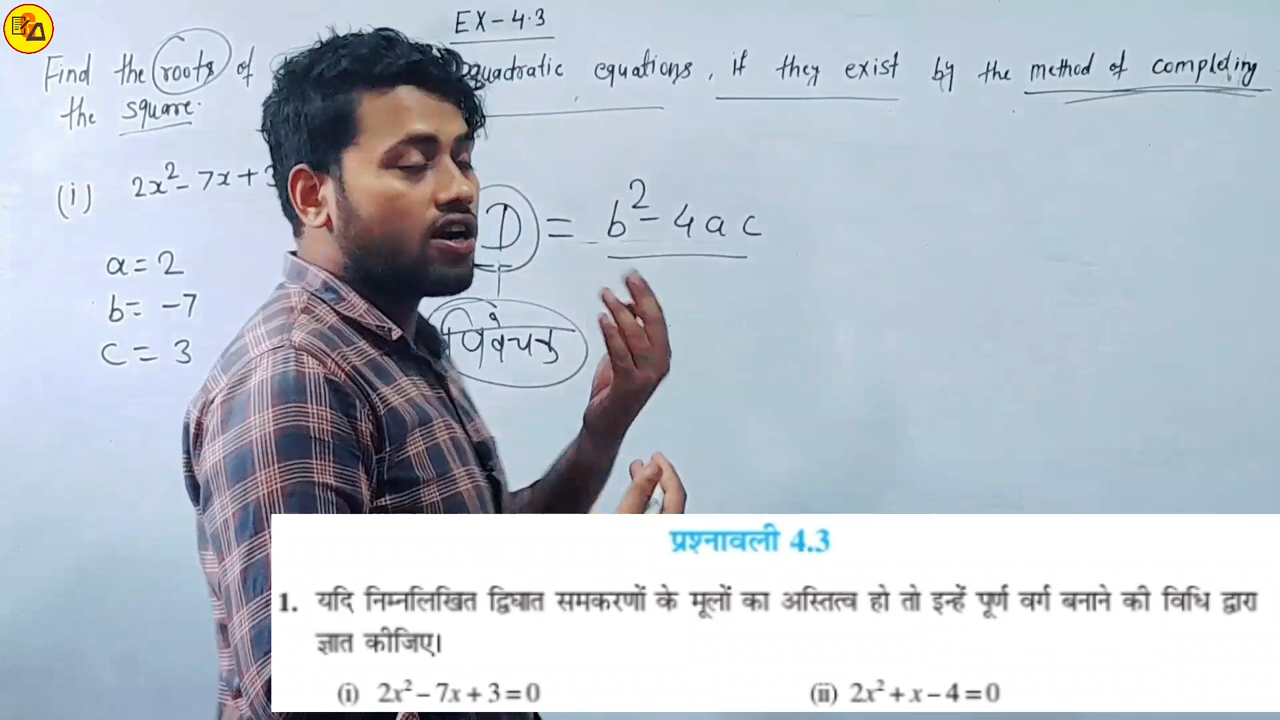 EX-4.3
Find the roots of quadratic equations, if they exist by the method of completing
the square.
(i) 2x²-7x+3
D = b²-4ac
a=2
b=-7
c=3
विवेचक
प्रश्नावली 4.3
1. यदि निम्नलिखित द्विघात समकरणों के मूलों का अस्तित्व हो तो इन्हें पूर्ण वर्ग बनाने की विधि द्वारा
ज्ञात कीजिए।
(i) 2x² – 7x + 3 = 0 (ii) 2x² + x – 4 = 0